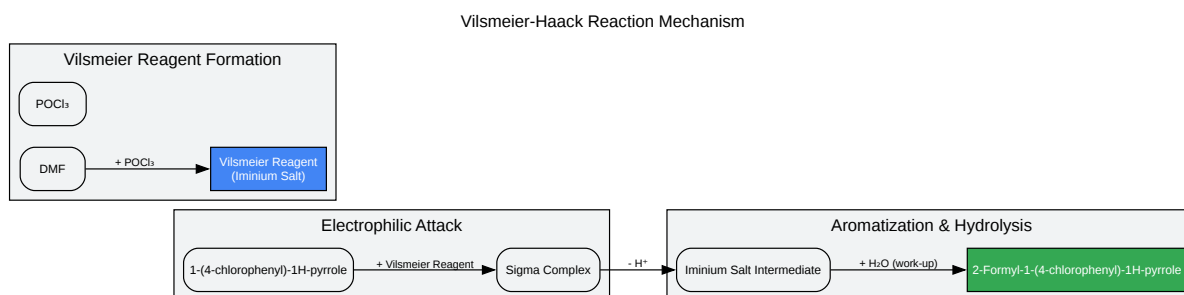 Vilsmeier-Haack Reaction Mechanism
Vilsmeier Reagent Formation
POCl₃
DMF
+ POCl₃
Vilsmeier Reagent
(Iminium Salt)
Electrophilic Attack
1-(4-chlorophenyl)-1H-pyrrole
+ Vilsmeier Reagent
Sigma Complex
- H⁺
Aromatization & Hydrolysis
Iminium Salt Intermediate
+ H₂O (work-up)
2-Formyl-1-(4-chlorophenyl)-1H-pyrrole